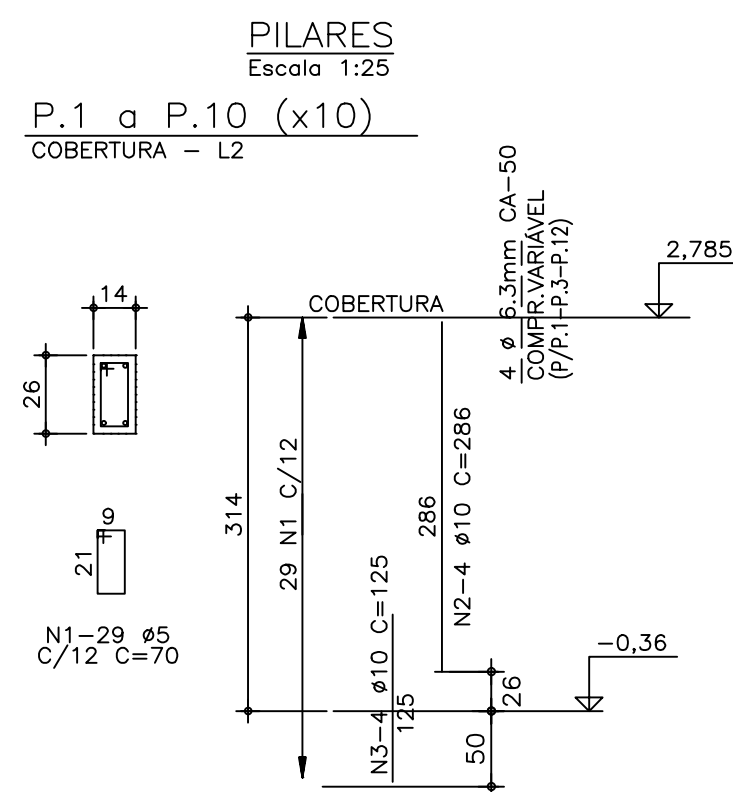 PILARES
Escala 1:25
P.1 a P.10 (x10)
COBERTURA - L2
4 ø 6.3mm CA-50
COMPR.VARIÁVEL
(P/P.1-P.3-P.12)
2,785
COBERTURA
14
26
314
29 N1 C/12
286
N2-4 ø10 C=286
9
21
N1-29 ø5
C/12 C=70
N3-4 ø10 C=125
125
-0,36
26
50